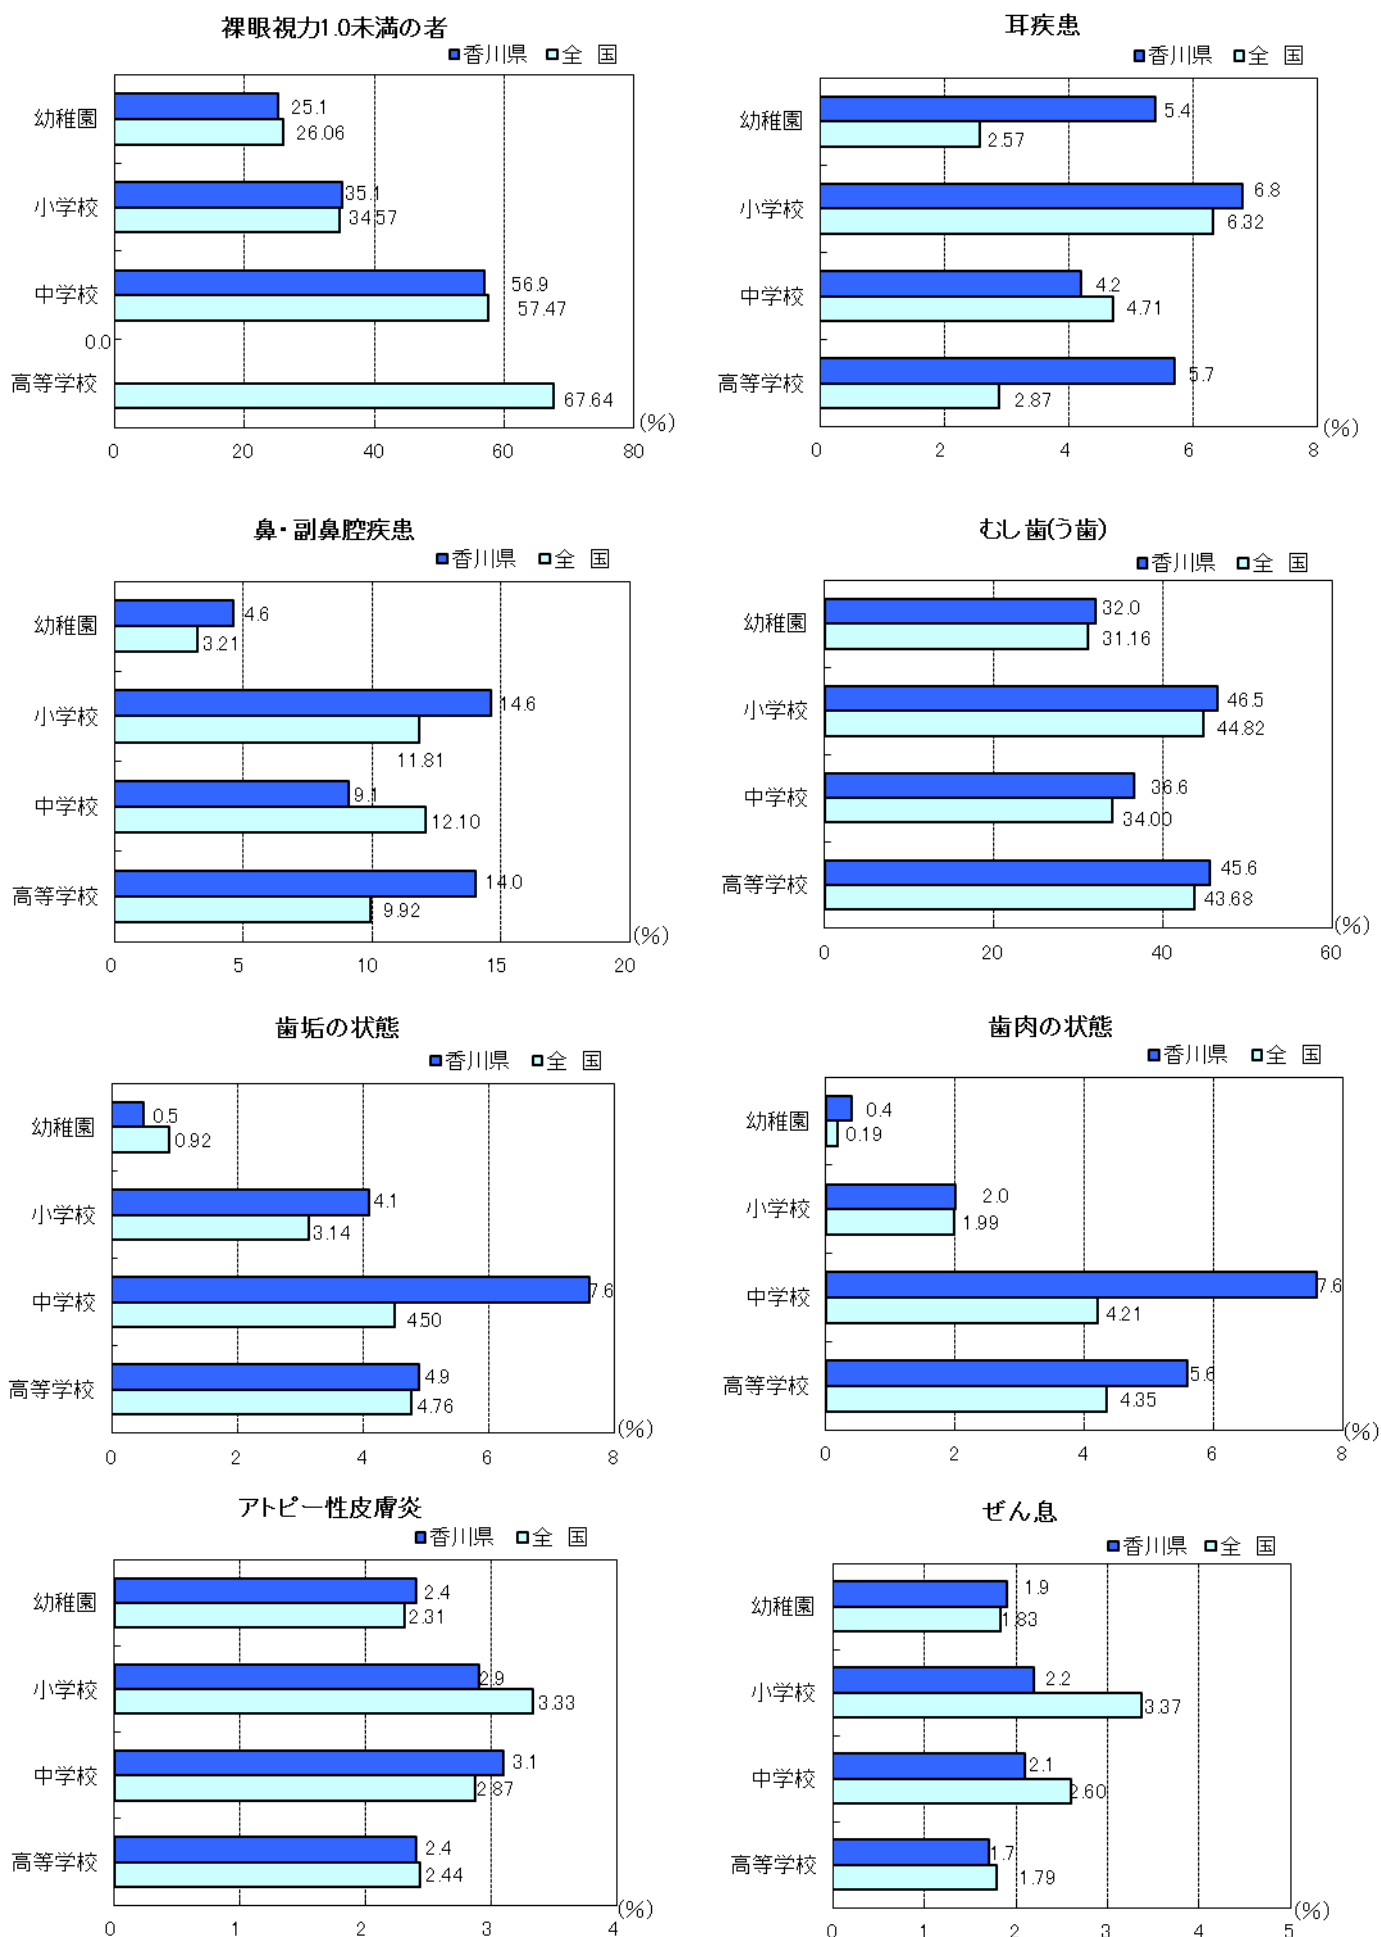 裸眼視力1.0未満の者
■香川県 □全 国
幼稚園
25.1
26.06
小学校
35.1
34.57
中学校
56.9
57.47
0.0
高等学校
67.64
(%)
0 20 40 60 80
耳疾患
■香川県 □全 国
幼稚園
5.4
2.57
小学校
6.8
6.32
中学校
4.2
4.71
高等学校
5.7
2.87
(%)
0 2 4 6 8
鼻・副鼻腔疾患
■香川県 □全 国
幼稚園
4.6
3.21
小学校
14.6
11.81
中学校
9.1
12.10
高等学校
14.0
9.92
(%)
0 5 10 15 20
むし歯(う歯)
■香川県 □全 国
幼稚園
32.0
31.16
小学校
46.5
44.82
中学校
36.6
34.00
高等学校
45.6
43.68
(%)
0 20 40 60
歯垢の状態
■香川県 □全 国
幼稚園
0.5
0.92
小学校
4.1
3.14
中学校
7.6
4.50
高等学校
4.9
4.76
(%)
0 2 4 6 8
歯肉の状態
■香川県 □全 国
幼稚園
0.4
0.19
小学校
2.0
1.99
中学校
7.6
4.21
高等学校
5.6
4.35
(%)
0 2 4 6 8
アトピー性皮膚炎
■香川県 □全 国
幼稚園
2.4
2.31
小学校
2.9
3.33
中学校
3.1
2.87
高等学校
2.4
2.44
(%)
0 1 2 3 4
ぜん息
■香川県 □全 国
幼稚園
1.9
1.83
小学校
2.2
3.37
中学校
2.1
2.60
高等学校
1.7
1.79
(%)
0 1 2 3 4 5